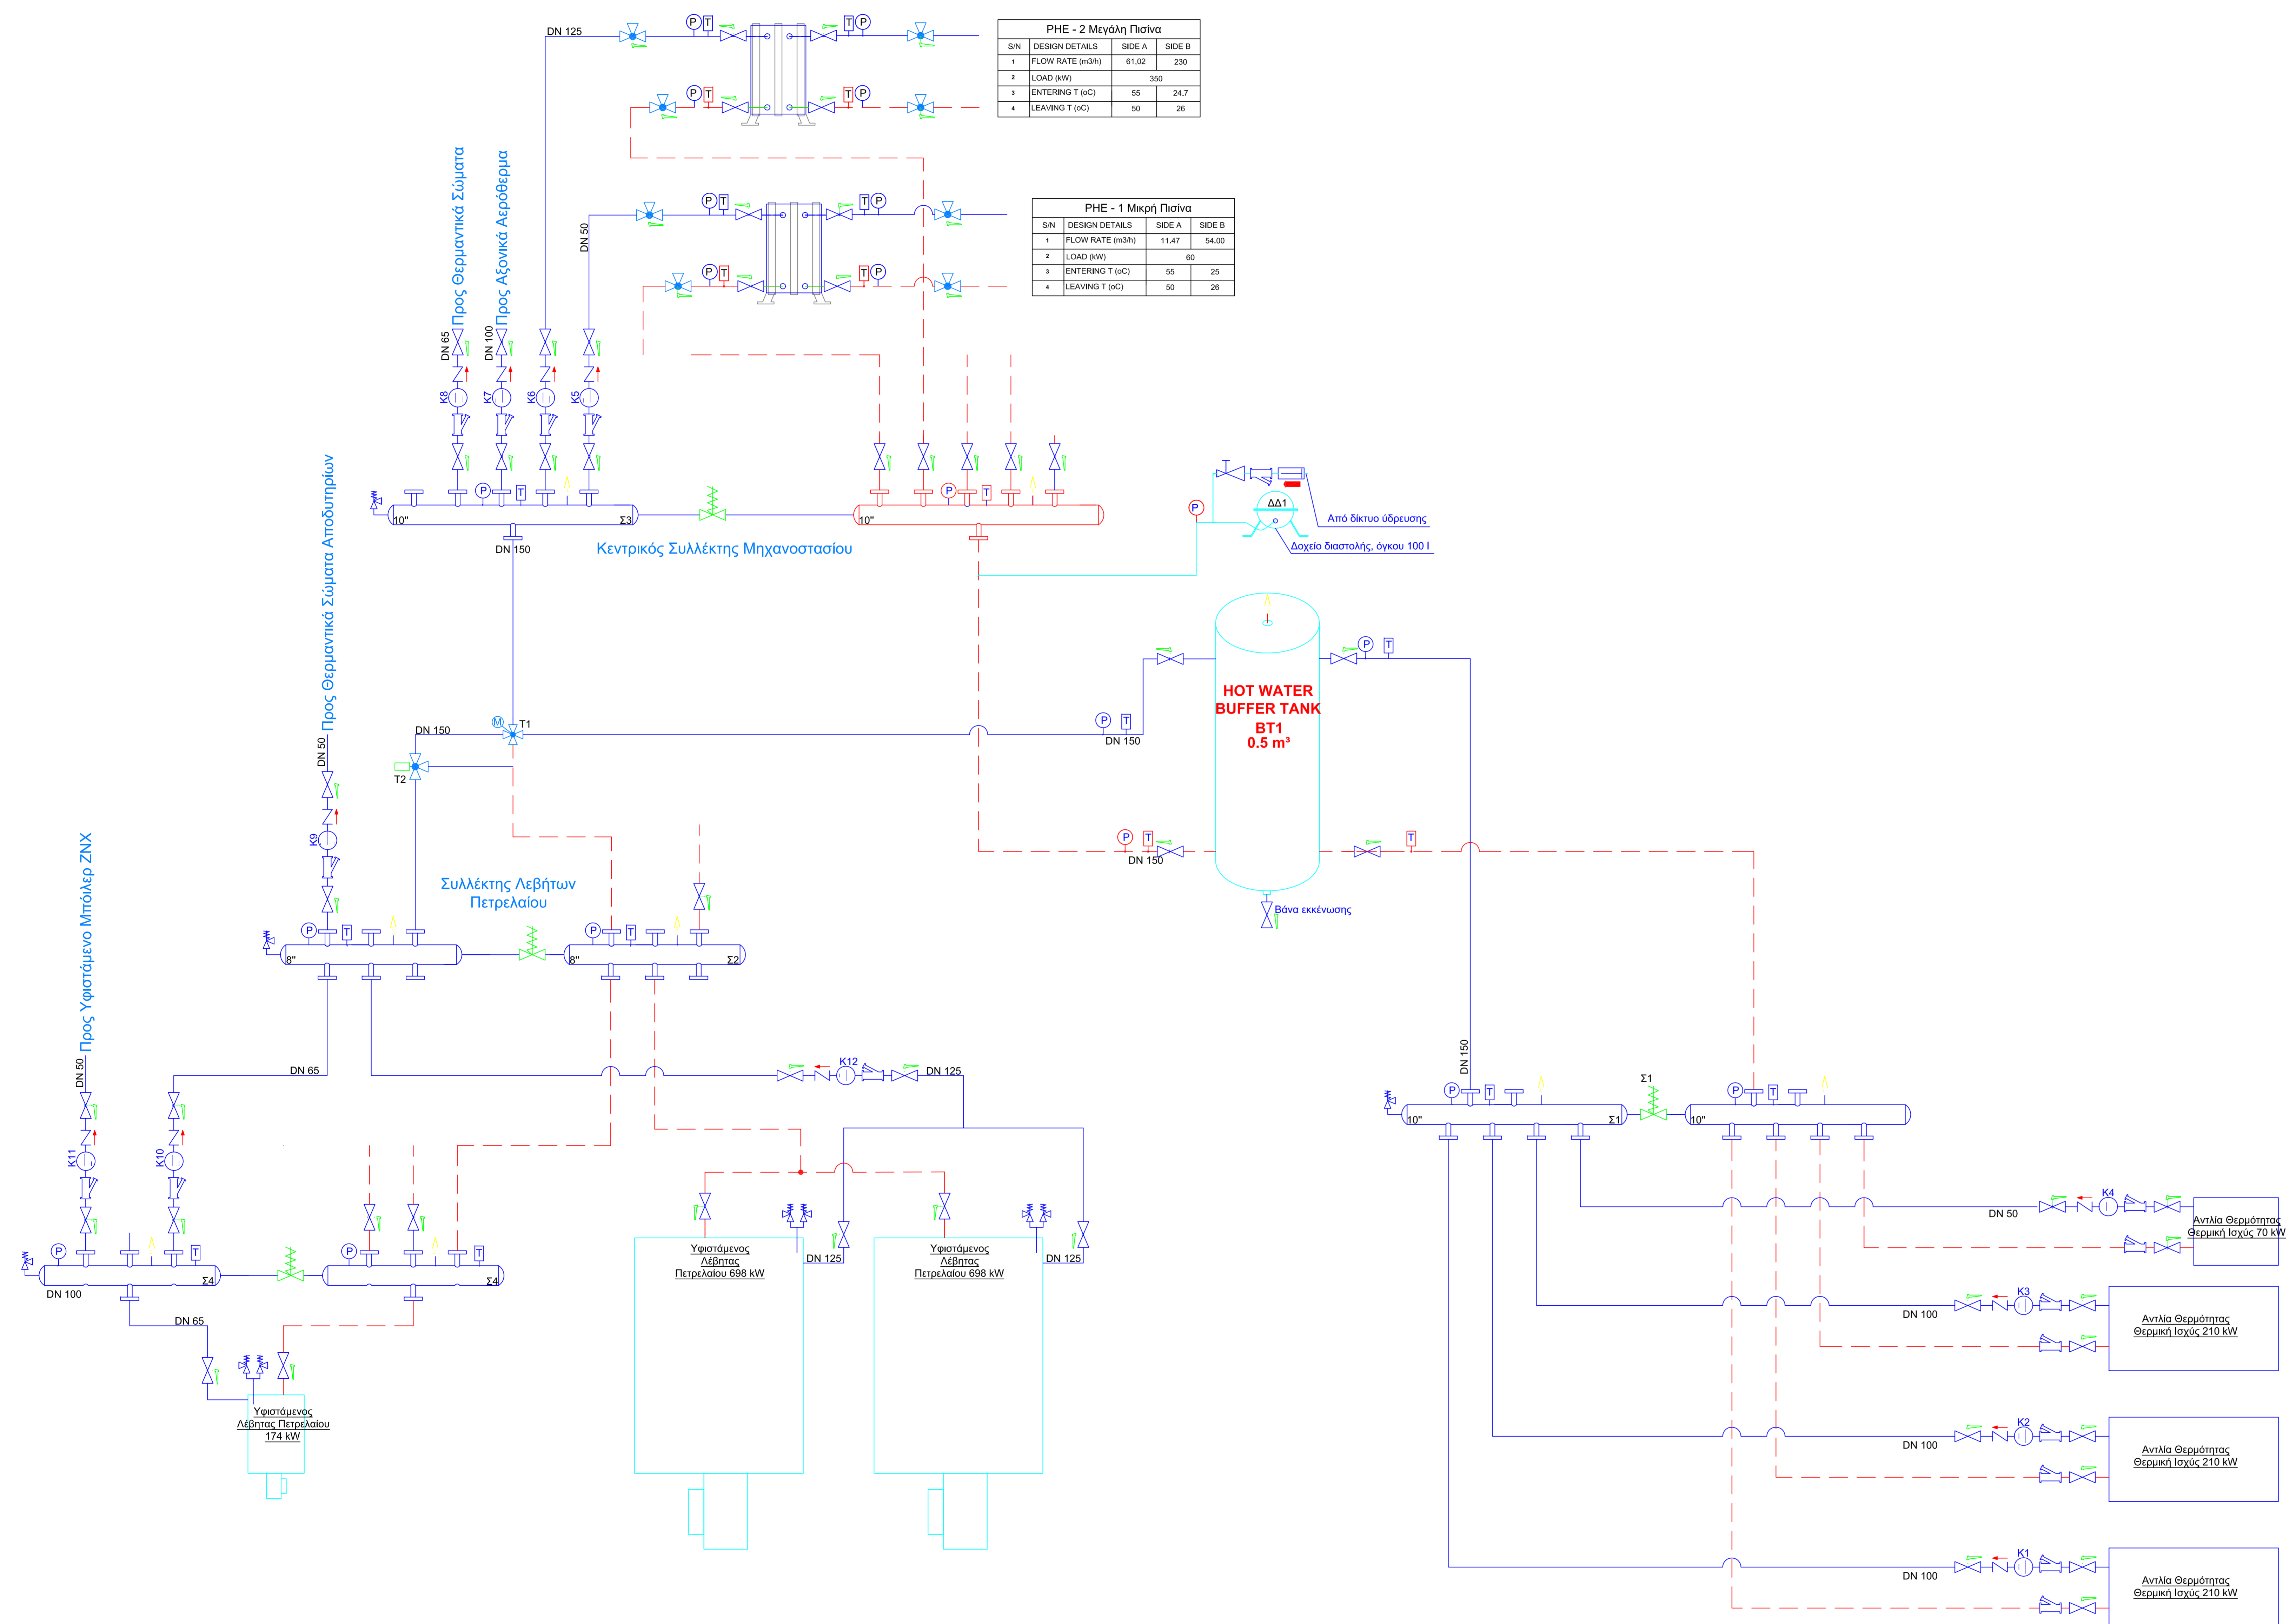 DN 125
P T
T P
PHE - 2 Μεγάλη Πισίνα
S/N DESIGN DETAILS SIDE A SIDE B
1 FLOW RATE (m3/h) 61,02 230
2 LOAD (kW) 350
3 ENTERING T (oC) 55 24.7
4 LEAVING T (oC) 50 26
P T
T P
Προς Θερμαντικά Σώματα
Προς Αξονικά Αερόθερμα
DN 50
P T
T P
PHE - 1 Μικρή Πισίνα
S/N DESIGN DETAILS SIDE A SIDE B
1 FLOW RATE (m3/h) 11,47 54.00
2 LOAD (kW) 60
3 ENTERING T (oC) 55 25
4 LEAVING T (oC) 50 26
P T
T P
DN 65
DN 100
K8
K7
K6
K5
P T
P T
10"
Σ3
10"
DN 150
Κεντρικός Συλλέκτης Μηχανοστασίου
P
ΔΔ1
Από δίκτυο ύδρευσης
Δοχείο διαστολής, όγκου 100 l
Προς Θερμαντικά Σώματα Αποδυτηρίων
DN 50
DN 150
M
T1
T2
P T
DN 150
HOT WATER
BUFFER TANK
BT1
0.5 m³
P T
P T
DN 150
T
Βάνα εκκένωσης
K9
Συλλέκτης Λεβήτων
Πετρελαίου
P T
P T
8"
8"
Σ2
Προς Υφιστάμενο Μπόιλερ ΖΝΧ
DN 50
DN 65
K12
DN 125
K11
K10
P
T
P
T
Σ4
Σ4
DN 100
DN 65
Υφιστάμενος
Λέβητας Πετρελαίου
174 kW
Υφιστάμενος
Λέβητας
Πετρελαίου 698 kW
DN 125
Υφιστάμενος
Λέβητας
Πετρελαίου 698 kW
DN 125
DN 150
P T
Σ1
P T
10"
Σ1
10"
K4
DN 50
Αντλία Θερμότητας
Θερμική Ισχύς 70 kW
K3
DN 100
Αντλία Θερμότητας
Θερμική Ισχύς 210 kW
K2
DN 100
Αντλία Θερμότητας
Θερμική Ισχύς 210 kW
K1
DN 100
Αντλία Θερμότητας
Θερμική Ισχύς 210 kW